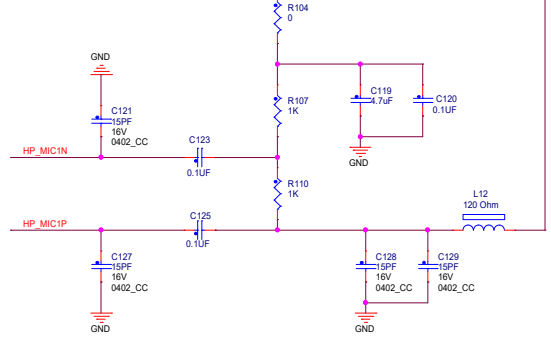 R104
0
GND
C121
15PF
16V
0402_CC
R107
1K
C119
4.7uF
C120
0.1UF
C123
HP_MIC1N
0.1UF
GND
R110
1K
L12
120 Ohm
C125
HP_MIC1P
0.1UF
C127
15PF
16V
0402_CC
C128
15PF
16V
0402_CC
C129
15PF
16V
0402_CC
GND
GND